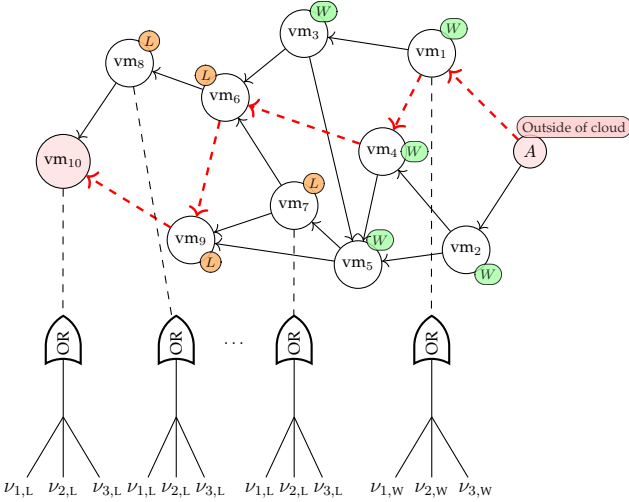 W
vm₃
W
vm₁
L
vm₈
L
vm₆
Outside of cloud
A
vm₁₀
vm₄
W
L
vm₇
vm₉
L
W
vm₅
vm₂
W
OR
OR
...
OR
OR
ν₁,L ν₂,L ν₃,L ν₁,L ν₂,L ν₃,L ν₁,L ν₂,L ν₃,L ν₁,W ν₂,W ν₃,W